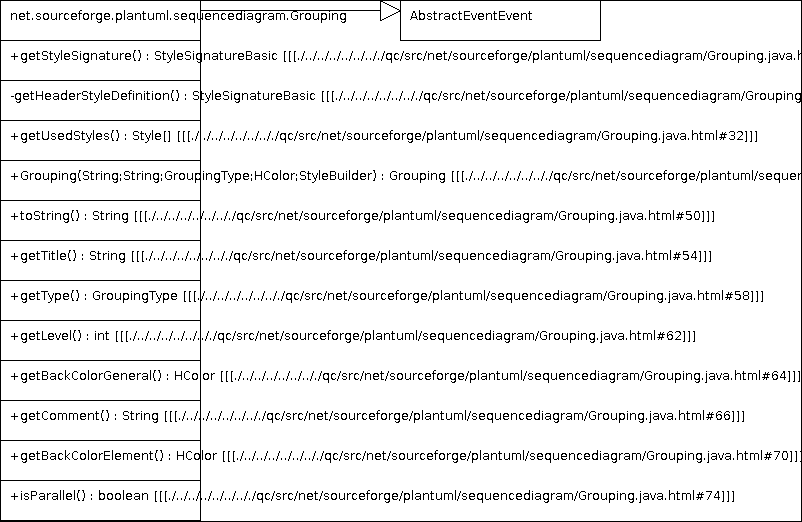 net.sourceforge.plantuml.sequencediagram.Grouping
AbstractEventEvent
+getStyleSignature() : StyleSignatureBasic [[[./../../../../../../qc/src/net/sourceforge/plantuml/sequencediagram/Grouping.java.h
-getHeaderStyleDefinition() : StyleSignatureBasic [[[./../../../../../../qc/src/net/sourceforge/plantuml/sequencediagram/Grouping
+getUsedStyles() : Style[] [[[./../../../../../../qc/src/net/sourceforge/plantuml/sequencediagram/Grouping.java.html#32]]]
+Grouping(String;String;GroupingType;HColor;StyleBuilder) : Grouping [[[./../../../../../../qc/src/net/sourceforge/plantuml/sequen
+toString() : String [[[./../../../../../../qc/src/net/sourceforge/plantuml/sequencediagram/Grouping.java.html#50]]]
+getTitle() : String [[[./../../../../../../qc/src/net/sourceforge/plantuml/sequencediagram/Grouping.java.html#54]]]
+getType() : GroupingType [[[./../../../../../../qc/src/net/sourceforge/plantuml/sequencediagram/Grouping.java.html#58]]]
+getLevel() : int [[[./../../../../../../qc/src/net/sourceforge/plantuml/sequencediagram/Grouping.java.html#62]]]
+getBackColorGeneral() : HColor [[[./../../../../../../qc/src/net/sourceforge/plantuml/sequencediagram/Grouping.java.html#64]]]
+getComment() : String [[[./../../../../../../qc/src/net/sourceforge/plantuml/sequencediagram/Grouping.java.html#66]]]
+getBackColorElement() : HColor [[[./../../../../../../qc/src/net/sourceforge/plantuml/sequencediagram/Grouping.java.html#70]]]
+isParallel() : boolean [[[./../../../../../../qc/src/net/sourceforge/plantuml/sequencediagram/Grouping.java.html#74]]]